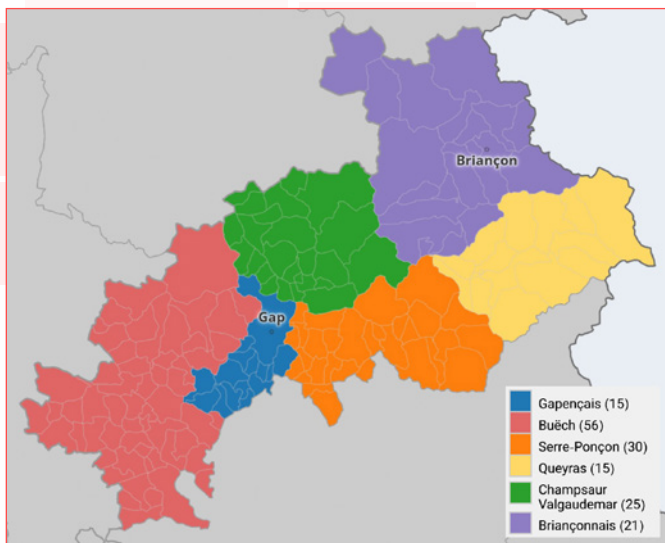 Briançon
Gap
Gapençais (15)
Buëch (56)
Serre-Ponçon (30)
Queyras (15)
Champsaur
Valgaudemar (25)
Briançonnais (21)